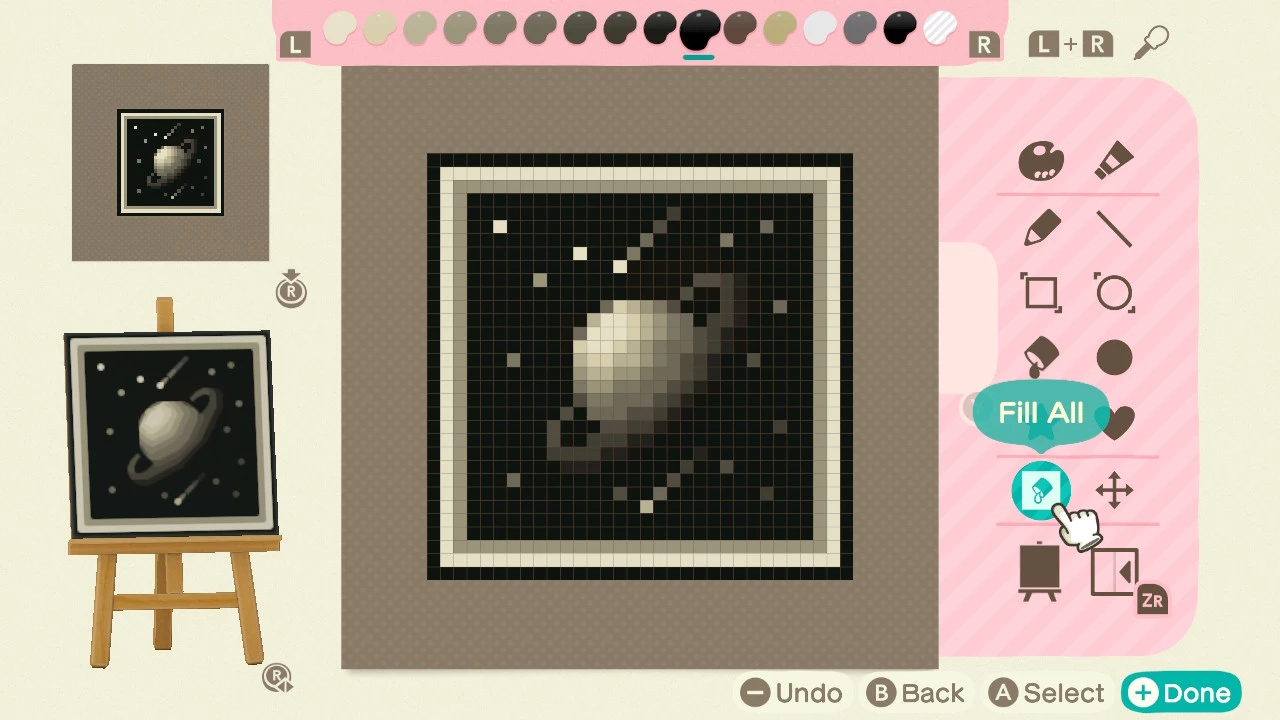 L
R
L + R
R
Fill All
ZR
R
− Undo
B Back
A Select
+ Done